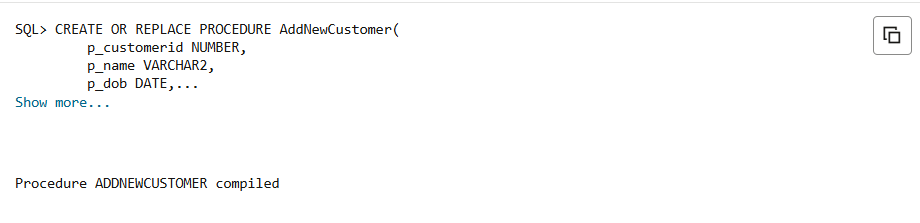 SQL> CREATE OR REPLACE PROCEDURE AddNewCustomer(
p_customerid NUMBER,
p_name VARCHAR2,
p_dob DATE,...
Show more...
Procedure ADDNEWCUSTOMER compiled